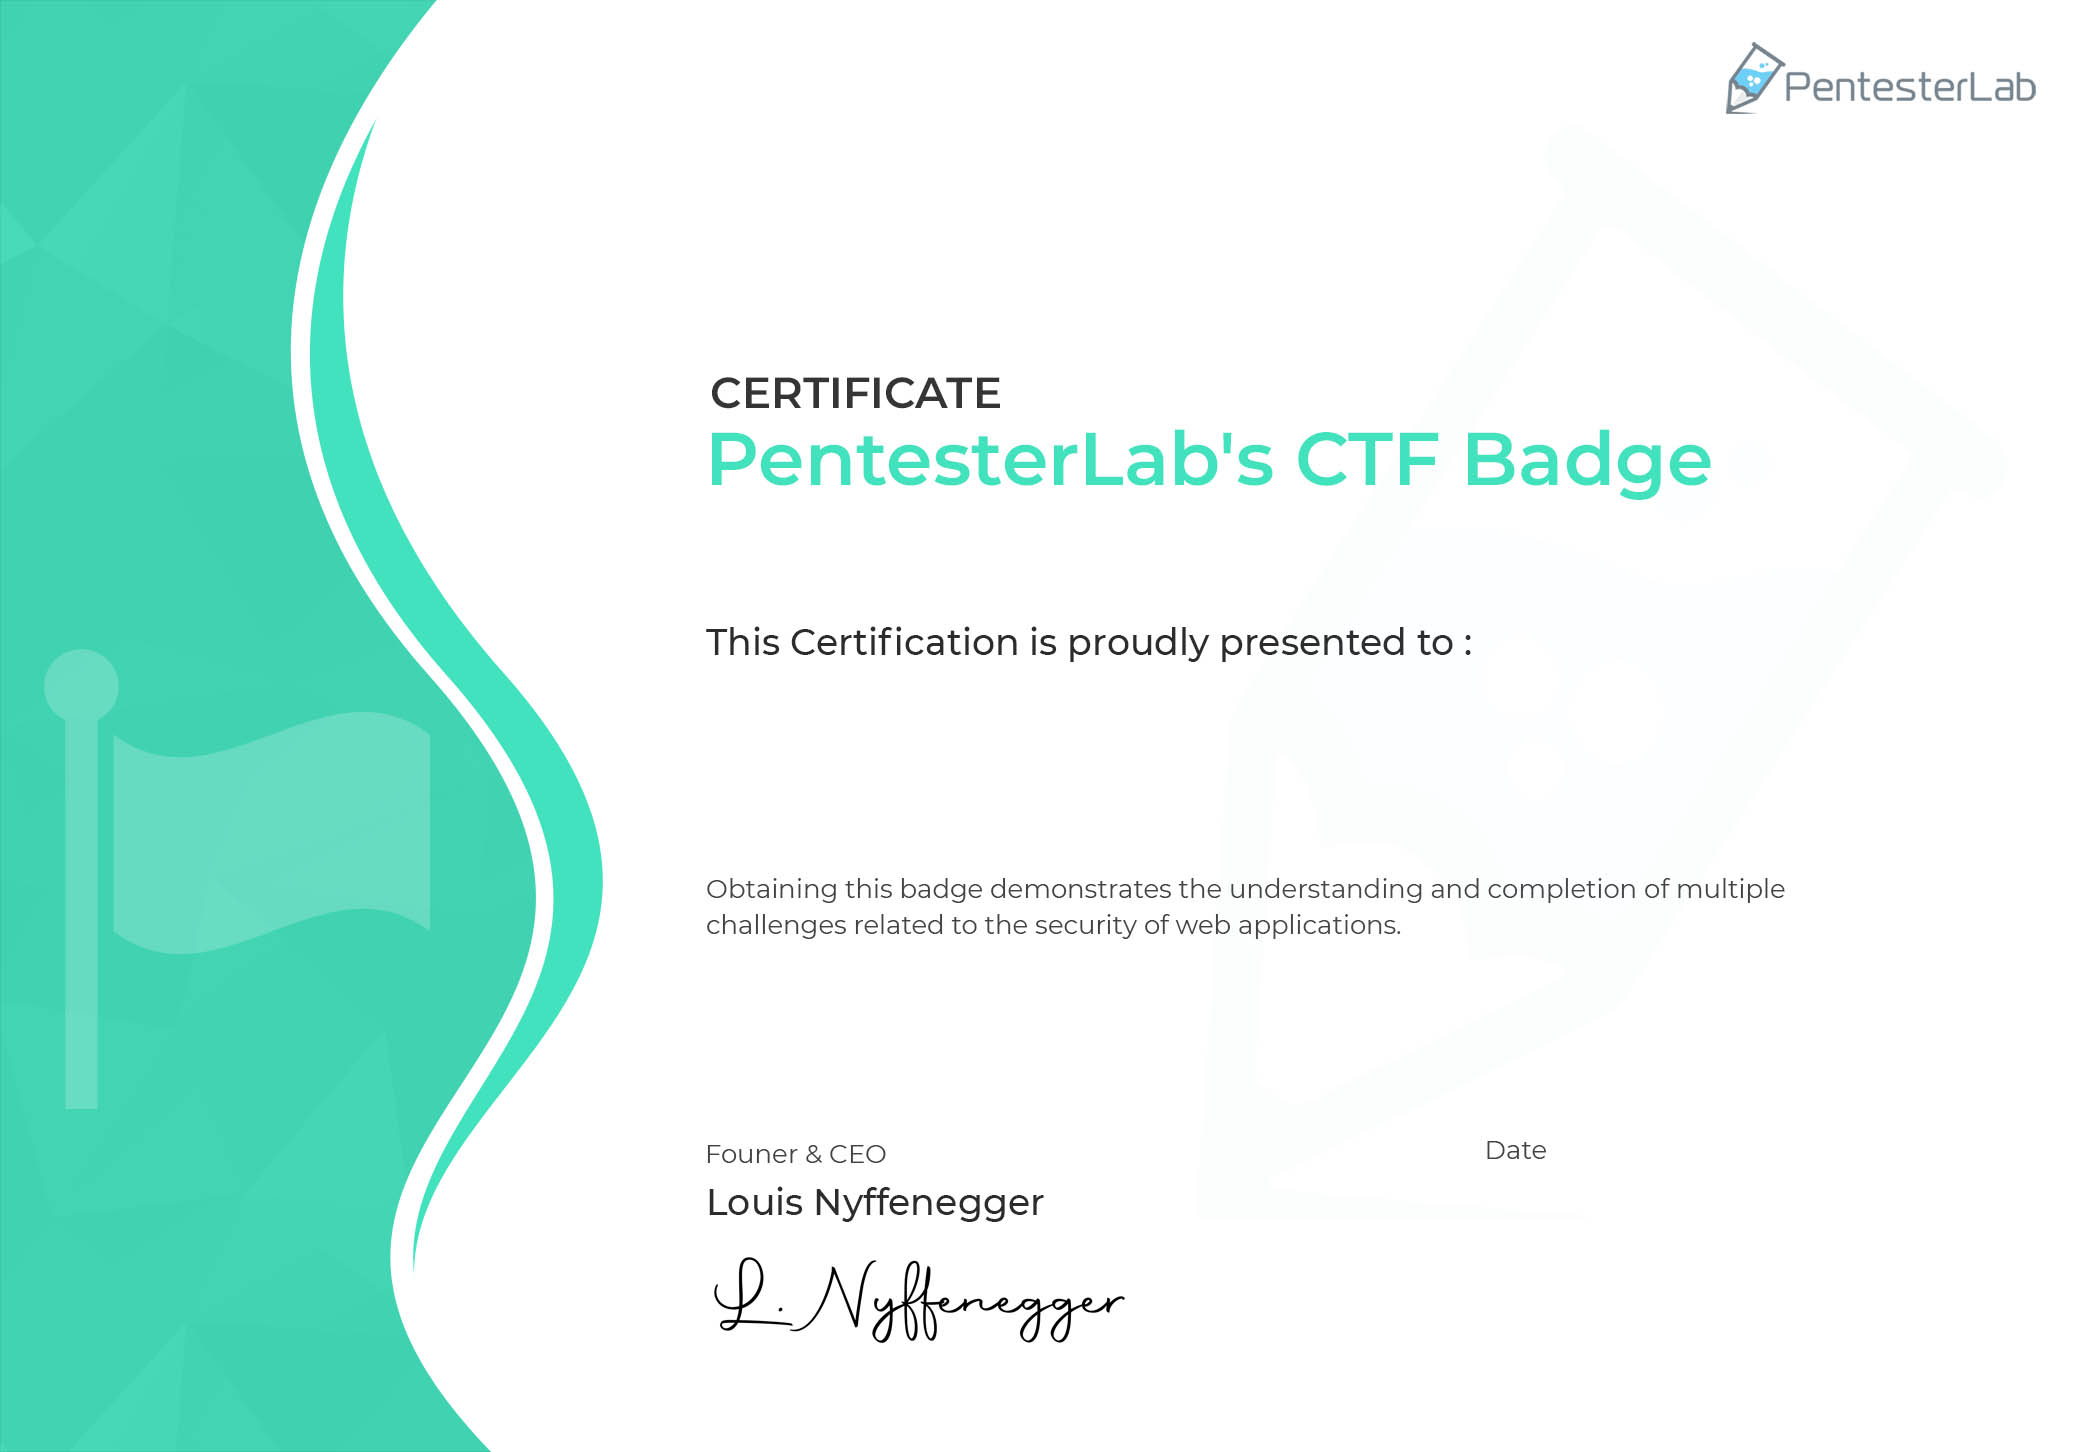 PentesterLab
CERTIFICATE
PentesterLab's CTF Badge
This Certification is proudly presented to :
Obtaining this badge demonstrates the understanding and completion of multiple
challenges related to the security of web applications.
Founer & CEO
Date
Louis Nyffenegger
L. Nyffenegger